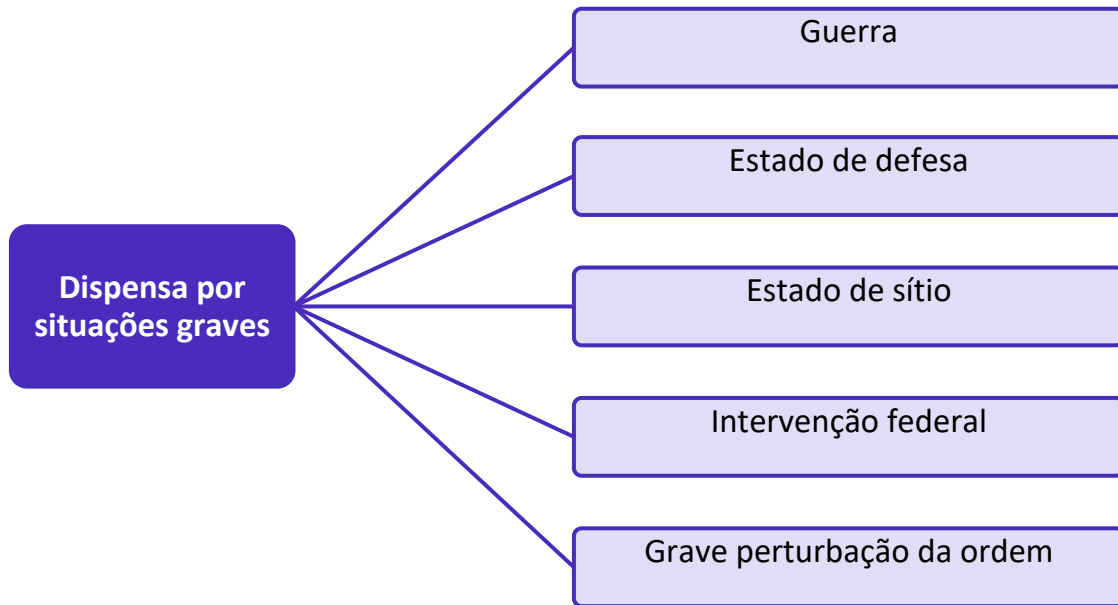 Guerra
Estado de defesa
Dispensa por
situações graves
Estado de sítio
Intervenção federal
Grave perturbação da ordem